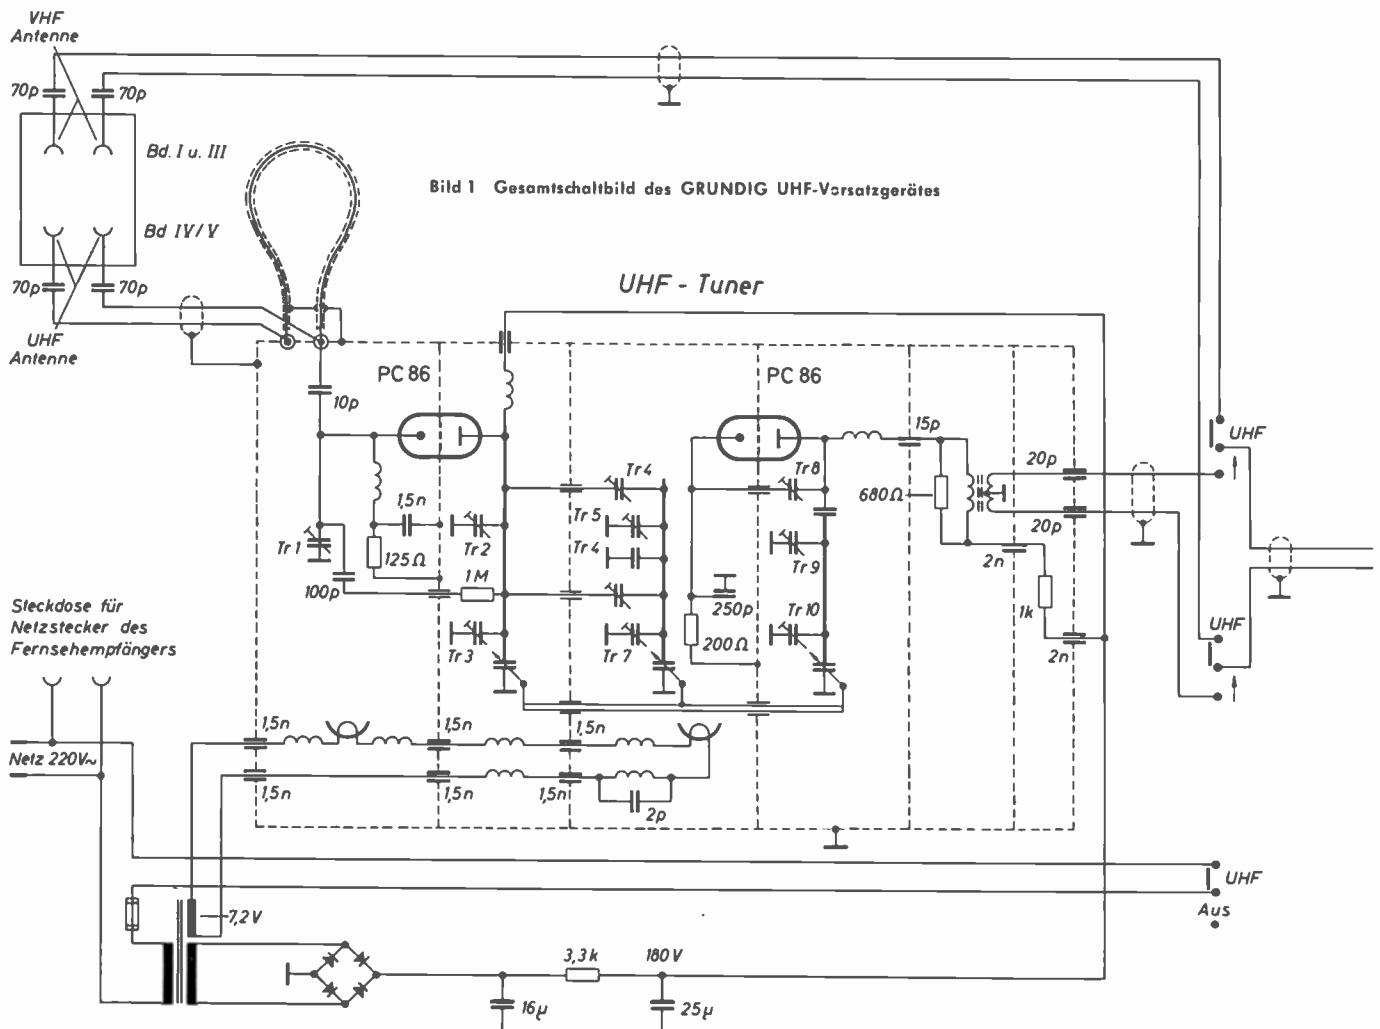 VHF
Antenne
70p
70p
Bd. I u. III
Bild 1 Gesamtschaltbild des GRUNDIG UHF-Vorsatzgerätes
Bd IV/V
70p
70p
UHF
Antenne
UHF - Tuner
PC 86
PC 86
10p
15p
UHF
20p
Tr 4
Tr 8
680Ω
1,5n
Tr 5
20p
Tr 1
Tr 2
Tr 4
Tr 9
125Ω
2n
100p
1M
250p
Tr 10
1k
Steckdose für
Netzstecker des
Fernsehempfängers
UHF
Tr 3
Tr 7
200Ω
2n
1,5n
1,5n
1,5n
Netz 220V~
1,5n
1,5n
1,5n
2p
UHF
7,2V
Aus
3,3k
180V
16µ
25µ